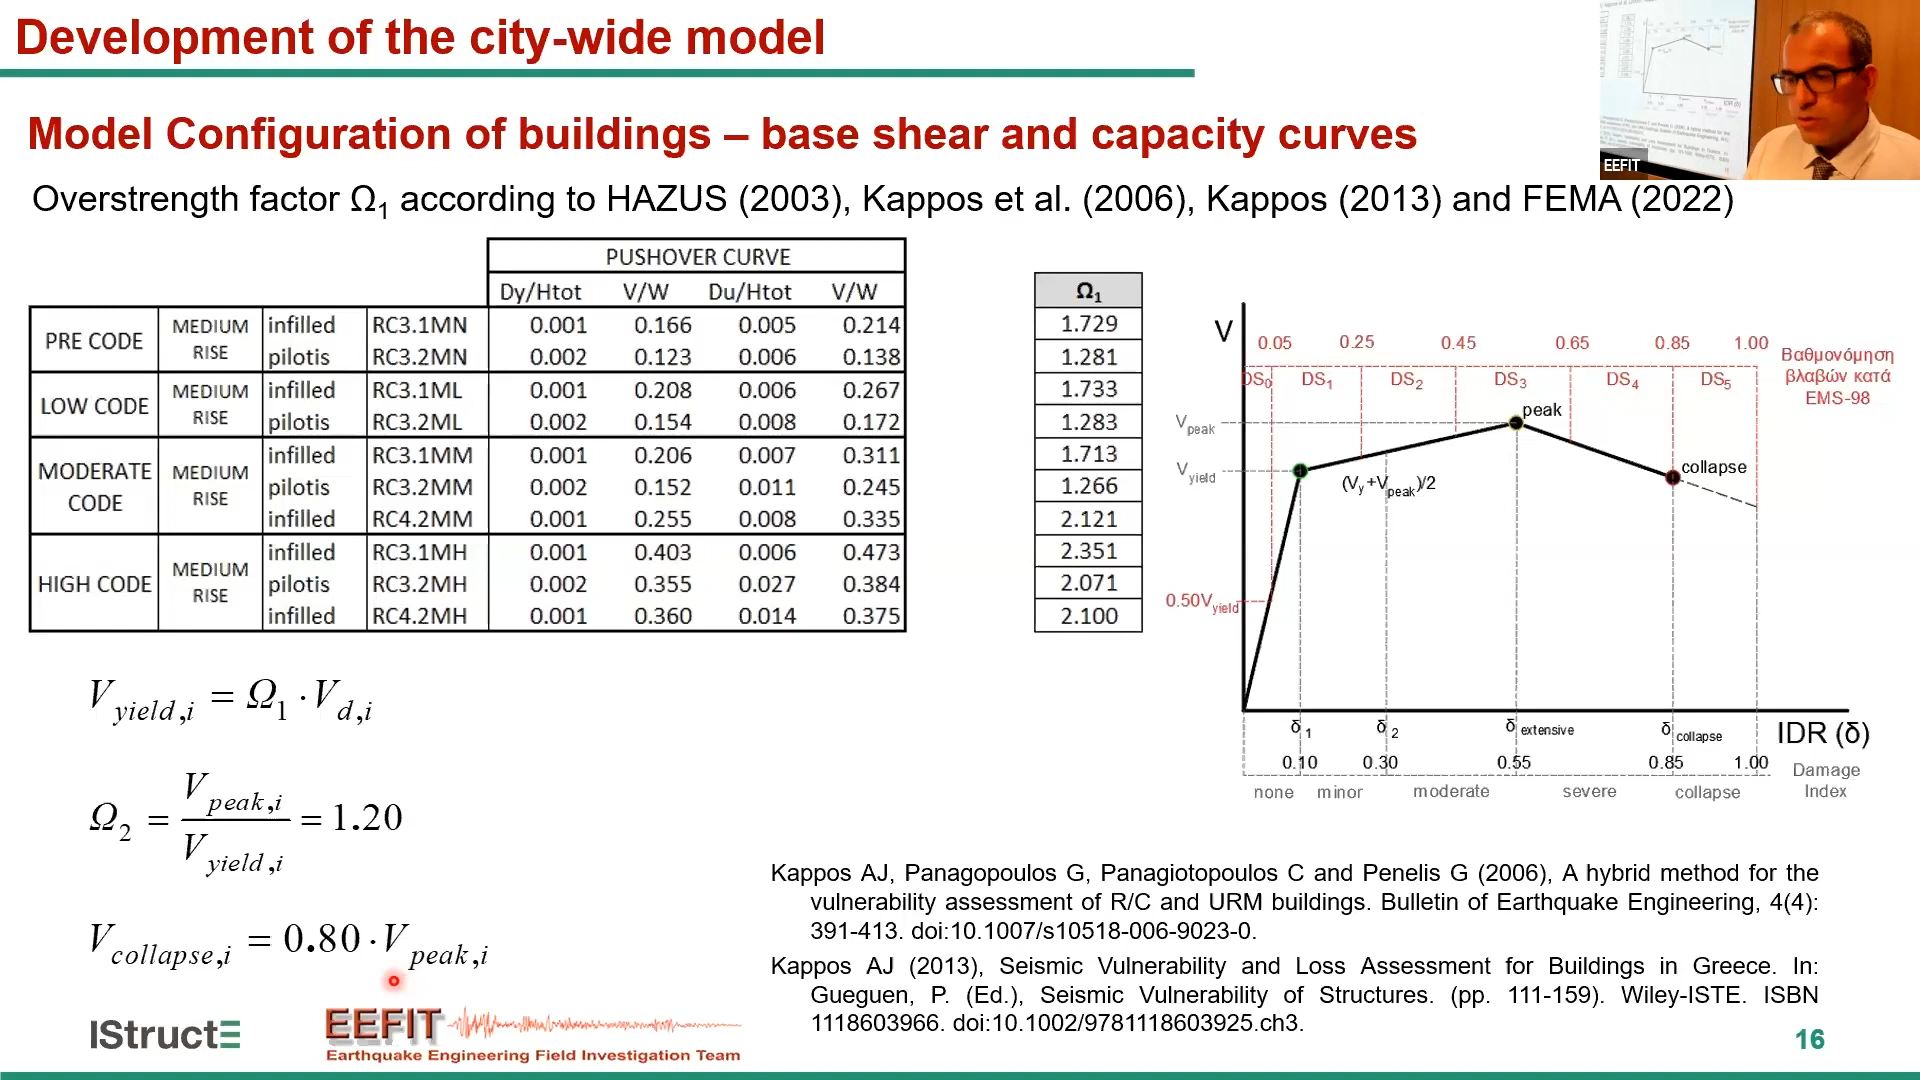 Development of the city-wide model
EEFIT
Model Configuration of buildings – base shear and capacity curves
Overstrength factor Ω1 according to HAZUS (2003), Kappos et al. (2006), Kappos (2013) and FEMA (2022)
PUSHOVER CURVE
Dy/Htot V/W Du/Htot V/W
PRE CODE MEDIUM RISE infilled RC3.1MN 0.001 0.166 0.005 0.214
pilotis RC3.2MN 0.002 0.123 0.006 0.138
LOW CODE MEDIUM RISE infilled RC3.1ML 0.001 0.208 0.006 0.267
pilotis RC3.2ML 0.002 0.154 0.008 0.172
MODERATE CODE MEDIUM RISE infilled RC3.1MM 0.001 0.206 0.007 0.311
pilotis RC3.2MM 0.002 0.152 0.011 0.245
infilled RC4.2MM 0.001 0.255 0.008 0.335
HIGH CODE MEDIUM RISE infilled RC3.1MH 0.001 0.403 0.006 0.473
pilotis RC3.2MH 0.002 0.355 0.027 0.384
infilled RC4.2MH 0.001 0.360 0.014 0.375
Ω1
1.729
1.281
1.733
1.283
1.713
1.266
2.121
2.351
2.071
2.100
V
0.05 0.25 0.45 0.65 0.85 1.00
DS0 DS1 DS2 DS3 DS4 DS5
Βαθμονόμηση
βλαβών κατά
EMS-98
Vpeak
peak
Vyield
collapse
(Vy+Vpeak)/2
0.50Vyield
δ1 δ2 δextensive δcollapse IDR (δ)
0.10 0.30 0.55 0.85 1.00
none minor moderate severe collapse
Damage
Index
Vyield,i = Ω1 · Vd,i
Ω2 = Vpeak,i / Vyield,i = 1.20
Vcollapse,i = 0.80 · Vpeak,i
Kappos AJ, Panagopoulos G, Panagiotopoulos C and Penelis G (2006), A hybrid method for the
vulnerability assessment of R/C and URM buildings. Bulletin of Earthquake Engineering, 4(4):
391-413. doi:10.1007/s10518-006-9023-0.
Kappos AJ (2013), Seismic Vulnerability and Loss Assessment for Buildings in Greece. In:
Gueguen, P. (Ed.), Seismic Vulnerability of Structures. (pp. 111-159). Wiley-ISTE. ISBN
1118603966. doi:10.1002/9781118603925.ch3.
IStructE
EEFIT
Earthquake Engineering Field Investigation Team
16